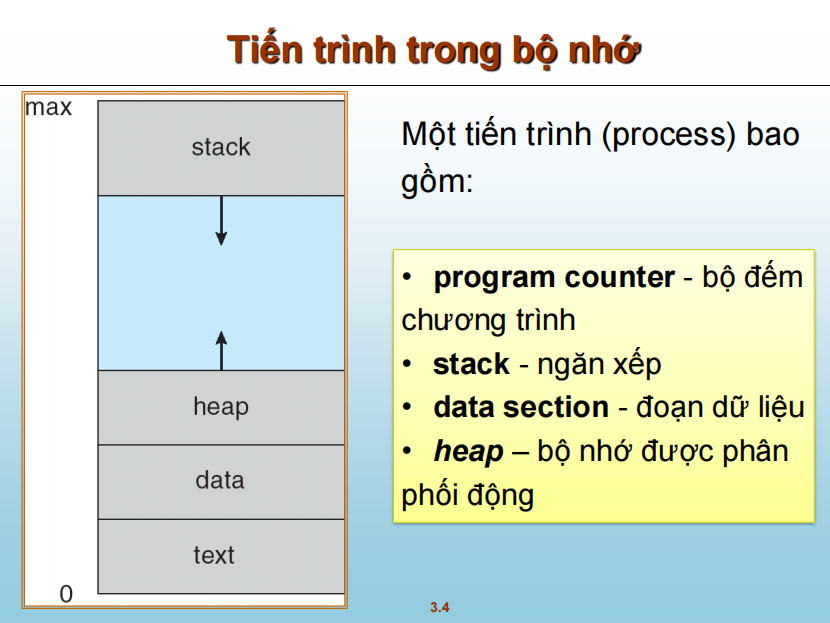 Tiến trình trong bộ nhớ
max
stack
heap
data
text
0
Một tiến trình (process) bao
gồm:
• program counter - bộ đếm
chương trình
• stack - ngăn xếp
• data section - đoạn dữ liệu
• heap – bộ nhớ được phân
phối động
3.4